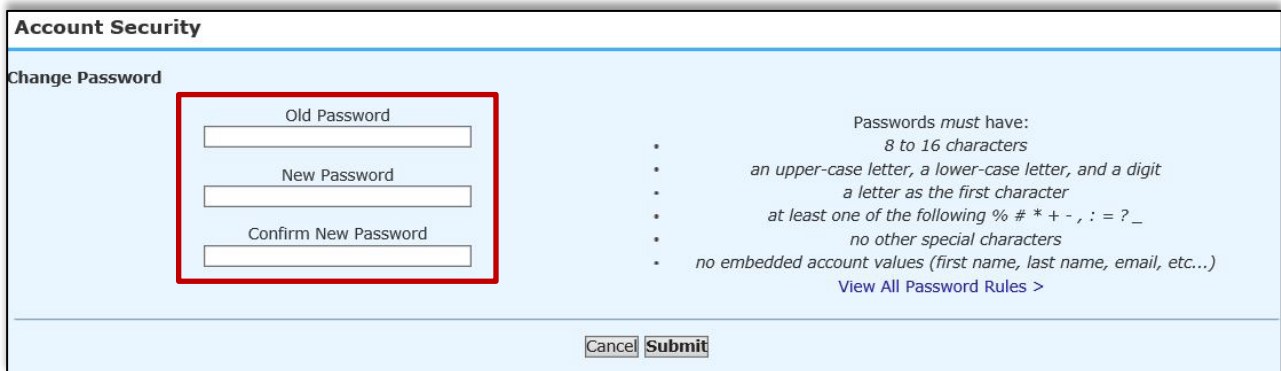 Account Security
Change Password
Old Password
New Password
Confirm New Password
Passwords must have:
• 8 to 16 characters
• an upper-case letter, a lower-case letter, and a digit
• a letter as the first character
• at least one of the following % # * + - , : = ? _
• no other special characters
• no embedded account values (first name, last name, email, etc...)
View All Password Rules >
Cancel Submit